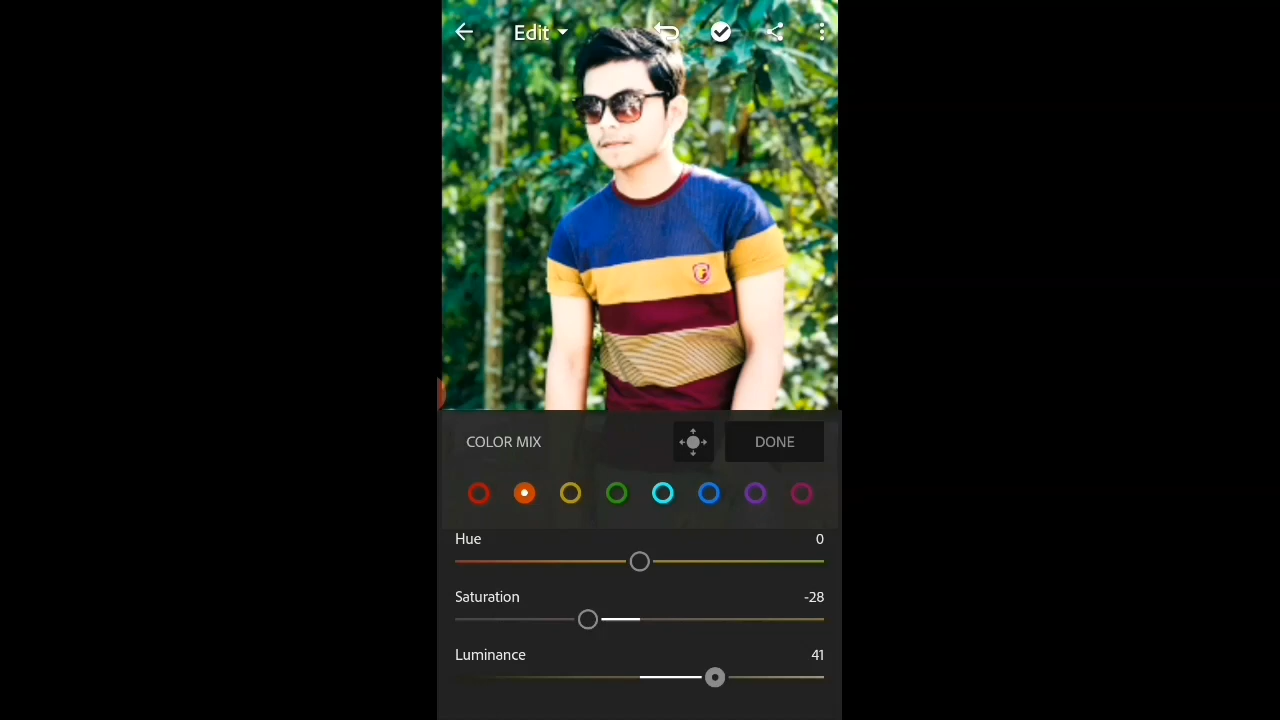 Edit
COLOR MIX
DONE
Hue 0
Saturation -28
Luminance 41